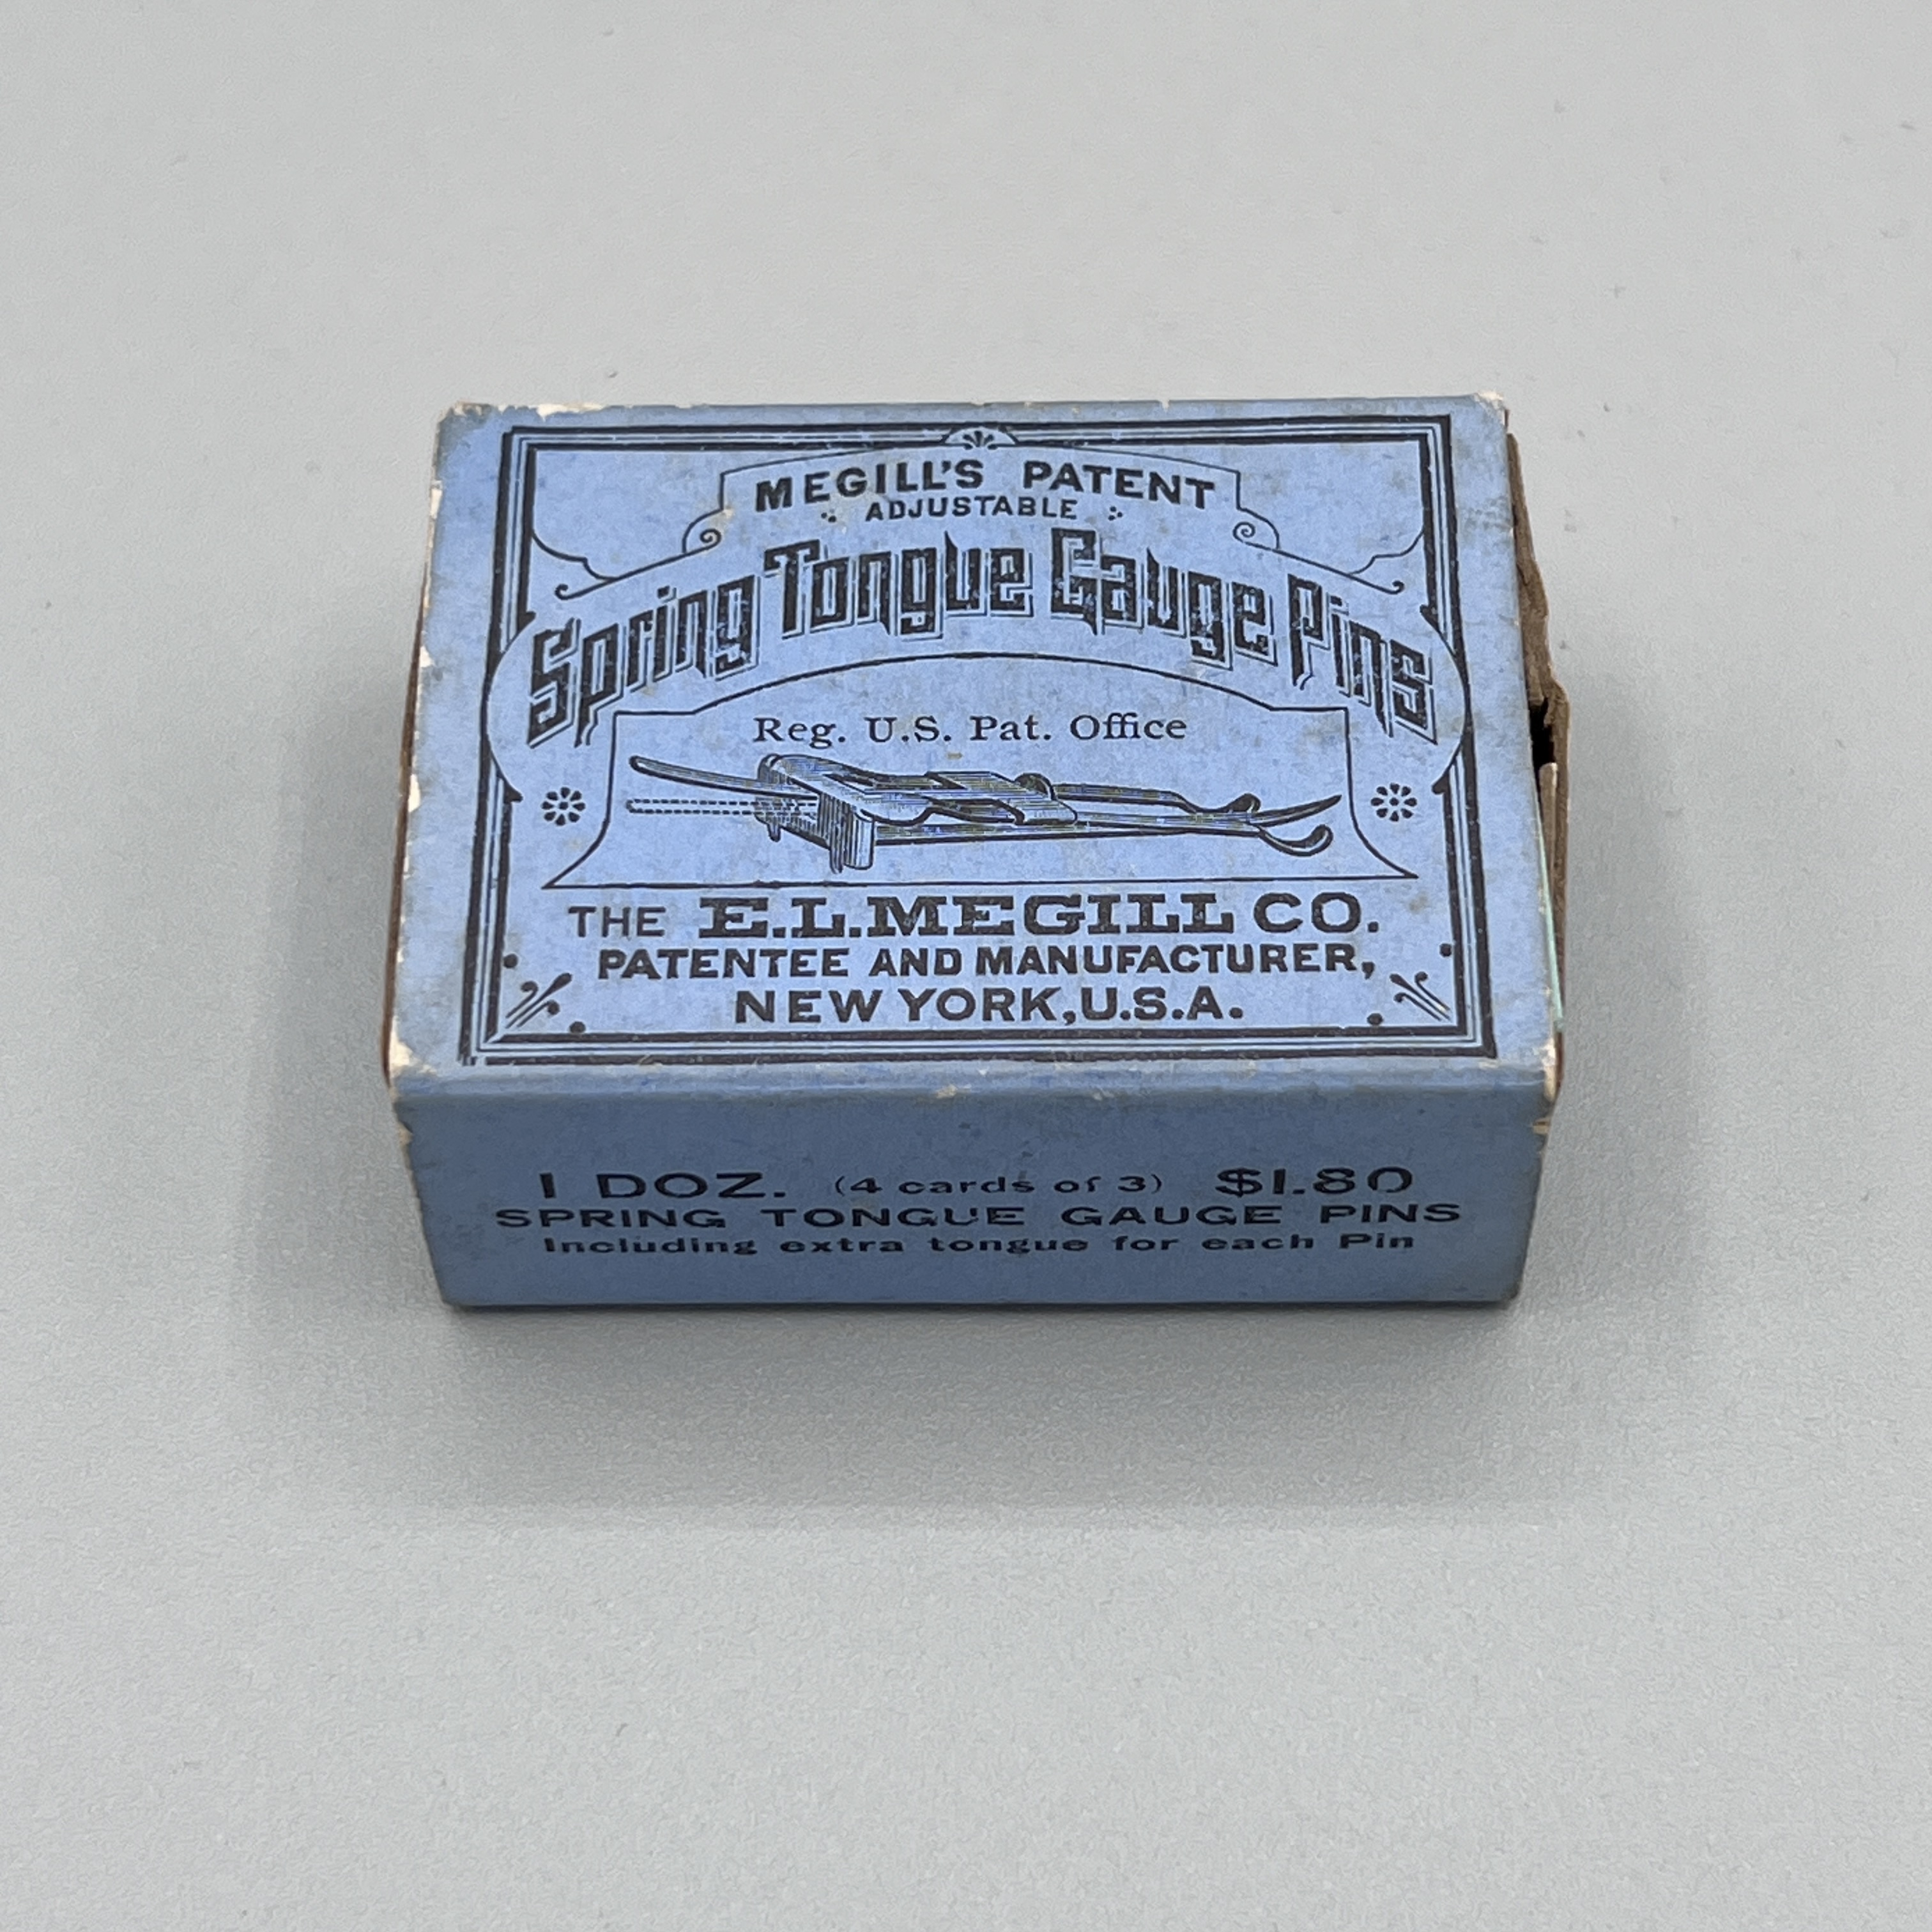 MEGILL'S PATENT
ADJUSTABLE
Spring Tongue Gauge Pins
Reg. U.S. Pat. Office
THE E.L. MEGILL CO.
PATENTEE AND MANUFACTURER,
NEW YORK, U.S.A.
1 DOZ. (4 cards of 3) $1.80
SPRING TONGUE GAUGE PINS
Including extra tongue for each Pin